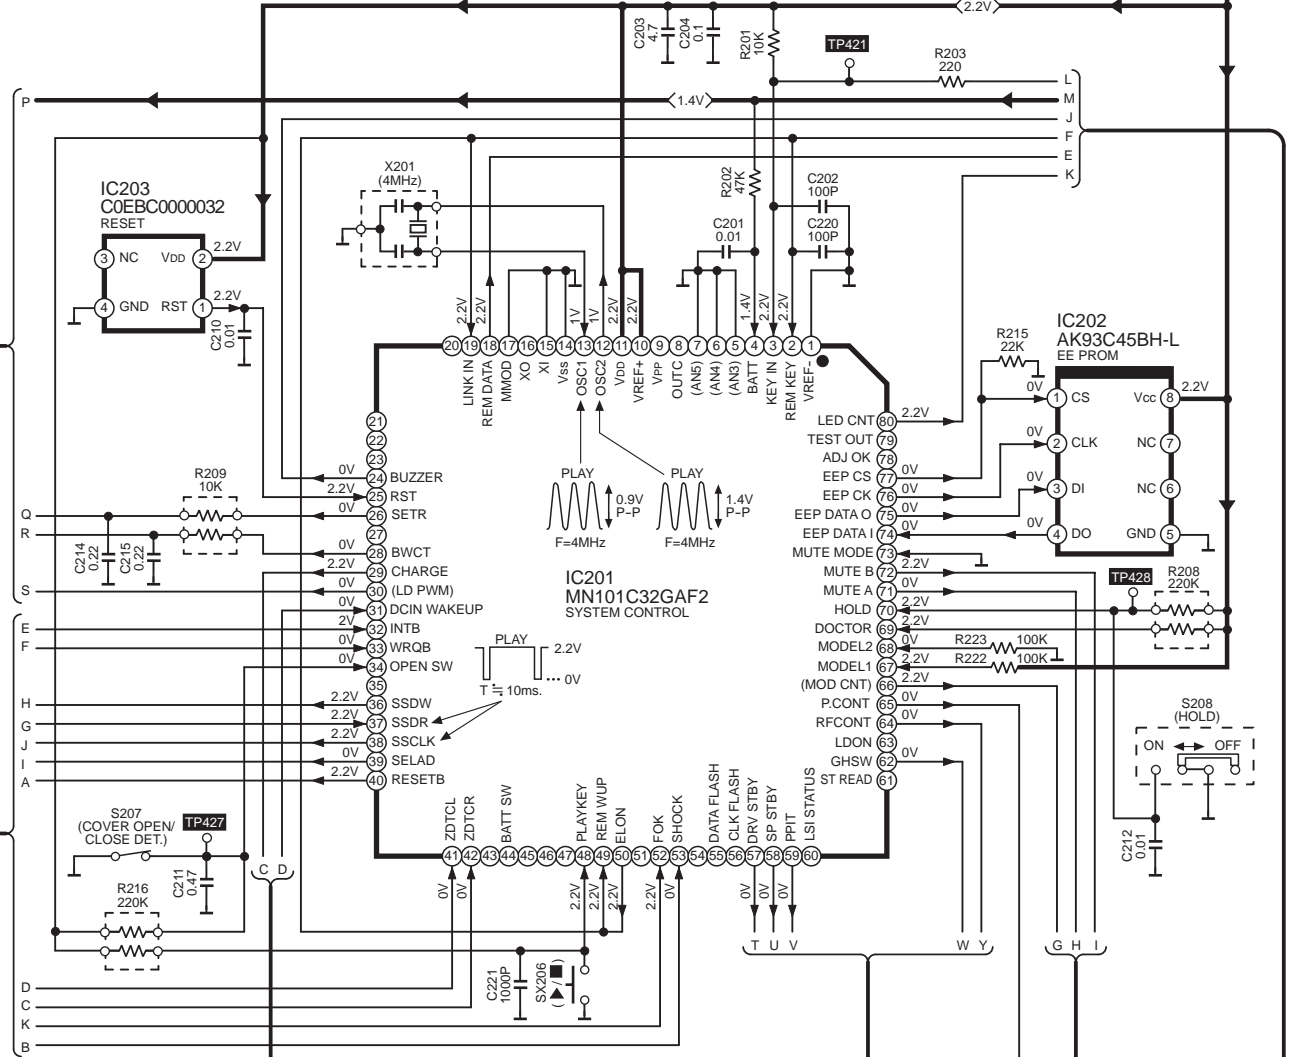 2.2V
C203
4.7
C204
0.1
R201
10K
TP421
R203
220
L
P
1.4V
M
J
F
E
K
IC203
C0EBC0000032
RESET
X201
(4MHz)
R202
47K
C202
100P
C201
0.01
C220
100P
3 NC VDD 2 2.2V
4 GND RST 1 2.2V
C210
0.01
2.2V
2.2V
1V
1V
2.2V
2.2V
1.4V
2.2V
2.2V
20 19 18 17 16 15 14 13 12 11 10 9 8 7 6 5 4 3 2 1
LINK IN
REM DATA
MMOD
XO
XI
Vss
OSC1
OSC2
VDD
VREF+
VPP
OUTC
(AN5)
(AN4)
(AN3)
BATT
KEY IN
REM KEY
VREF-
R215
22K
IC202
AK93C45BH-L
EE PROM
0V 1 CS Vcc 8 2.2V
0V 2 CLK NC 7
0V 3 DI NC 6
0V 4 DO GND 5
21
22
23
0V 24 BUZZER
2.2V 25 RST
0V 26 SETR
27
0V 28 BWCT
2.2V 29 CHARGE
0V 30 (LD PWM)
0V 31 DCIN WAKEUP
2V 32 INTB
0V 33 WRQB
0V 34 OPEN SW
35
2.2V 36 SSDW
2.2V 37 SSDR
2.2V 38 SSCLK
0V 39 SELAD
2.2V 40 RESETB
R209
10K
Q
R
C214
0.22
C215
0.22
S
E
F
H
G
J
I
A
PLAY
0.9V
P-P
F=4MHz
PLAY
1.4V
P-P
F=4MHz
IC201
MN101C32GAF2
SYSTEM CONTROL
PLAY
2.2V
0V
T ≒ 10ms.
LED CNT 80 2.2V
TEST OUT 79
ADJ OK 78
EEP CS 77 0V
EEP CK 76 0V
EEP DATA O 75 0V
EEP DATA I 74 0V
MUTE MODE 73
MUTE B 72 2.2V
MUTE A 71 0V
HOLD 70 2.2V
DOCTOR 69 2.2V
MODEL2 68 0V
MODEL1 67 2.2V
(MOD CNT) 66 2.2V
P.CONT 65 0V
RFCONT 64 0V
LDON 63
GHSW 62 0V
ST READ 61
TP428
R208
220K
R223 100K
R222 100K
S208
(HOLD)
ON OFF
C212
0.01
S207
(COVER OPEN/
CLOSE DET.)
TP427
C211
0.47
R216
220K
C D
ZDTCL
ZDTCR
BATT SW
PLAYKEY
REM WUP
ELON
FOK
SHOCK
DATA FLASH
CLK FLASH
DRV STBY
SP STBY
PPIT
LSI STATUS
41 42 43 44 45 46 47 48 49 50 51 52 53 54 55 56 57 58 59 60
0V
0V
2.2V
2.2V
2.2V
2.2V
0V
0V
0V
0V
T U V
W Y
G H I
C221
1000P
SX206
(▲/■)
D
C
K
B